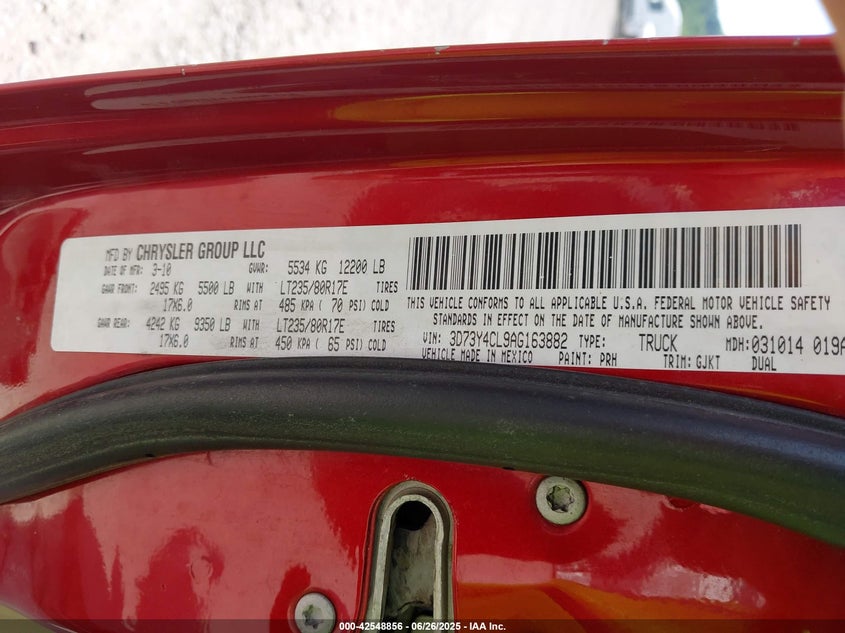 MFD BY CHRYSLER GROUP LLC
DATE OF MFR: 3-10 GVWR: 5534 KG 12200 LB
GAWR FRONT: 2495 KG 5500 LB WITH LT235/80R17E TIRES
17X6.0 RIMS AT 485 KPA ( 70 PSI) COLD
GAWR REAR: 4242 KG 9350 LB WITH LT235/80R17E TIRES
17X6.0 RIMS AT 450 KPA ( 65 PSI) COLD
THIS VEHICLE CONFORMS TO ALL APPLICABLE U.S.A. FEDERAL MOTOR VEHICLE SAFETY
STANDARDS IN EFFECT ON THE DATE OF MANUFACTURE SHOWN ABOVE.
VIN: 3D73Y4CL9AG163882 TYPE: TRUCK MDH:031014 019A
VEHICLE MADE IN MEXICO PAINT: PRH TRIM: GJKT DUAL
000-42548856 - 06/26/2025 - IAA Inc.